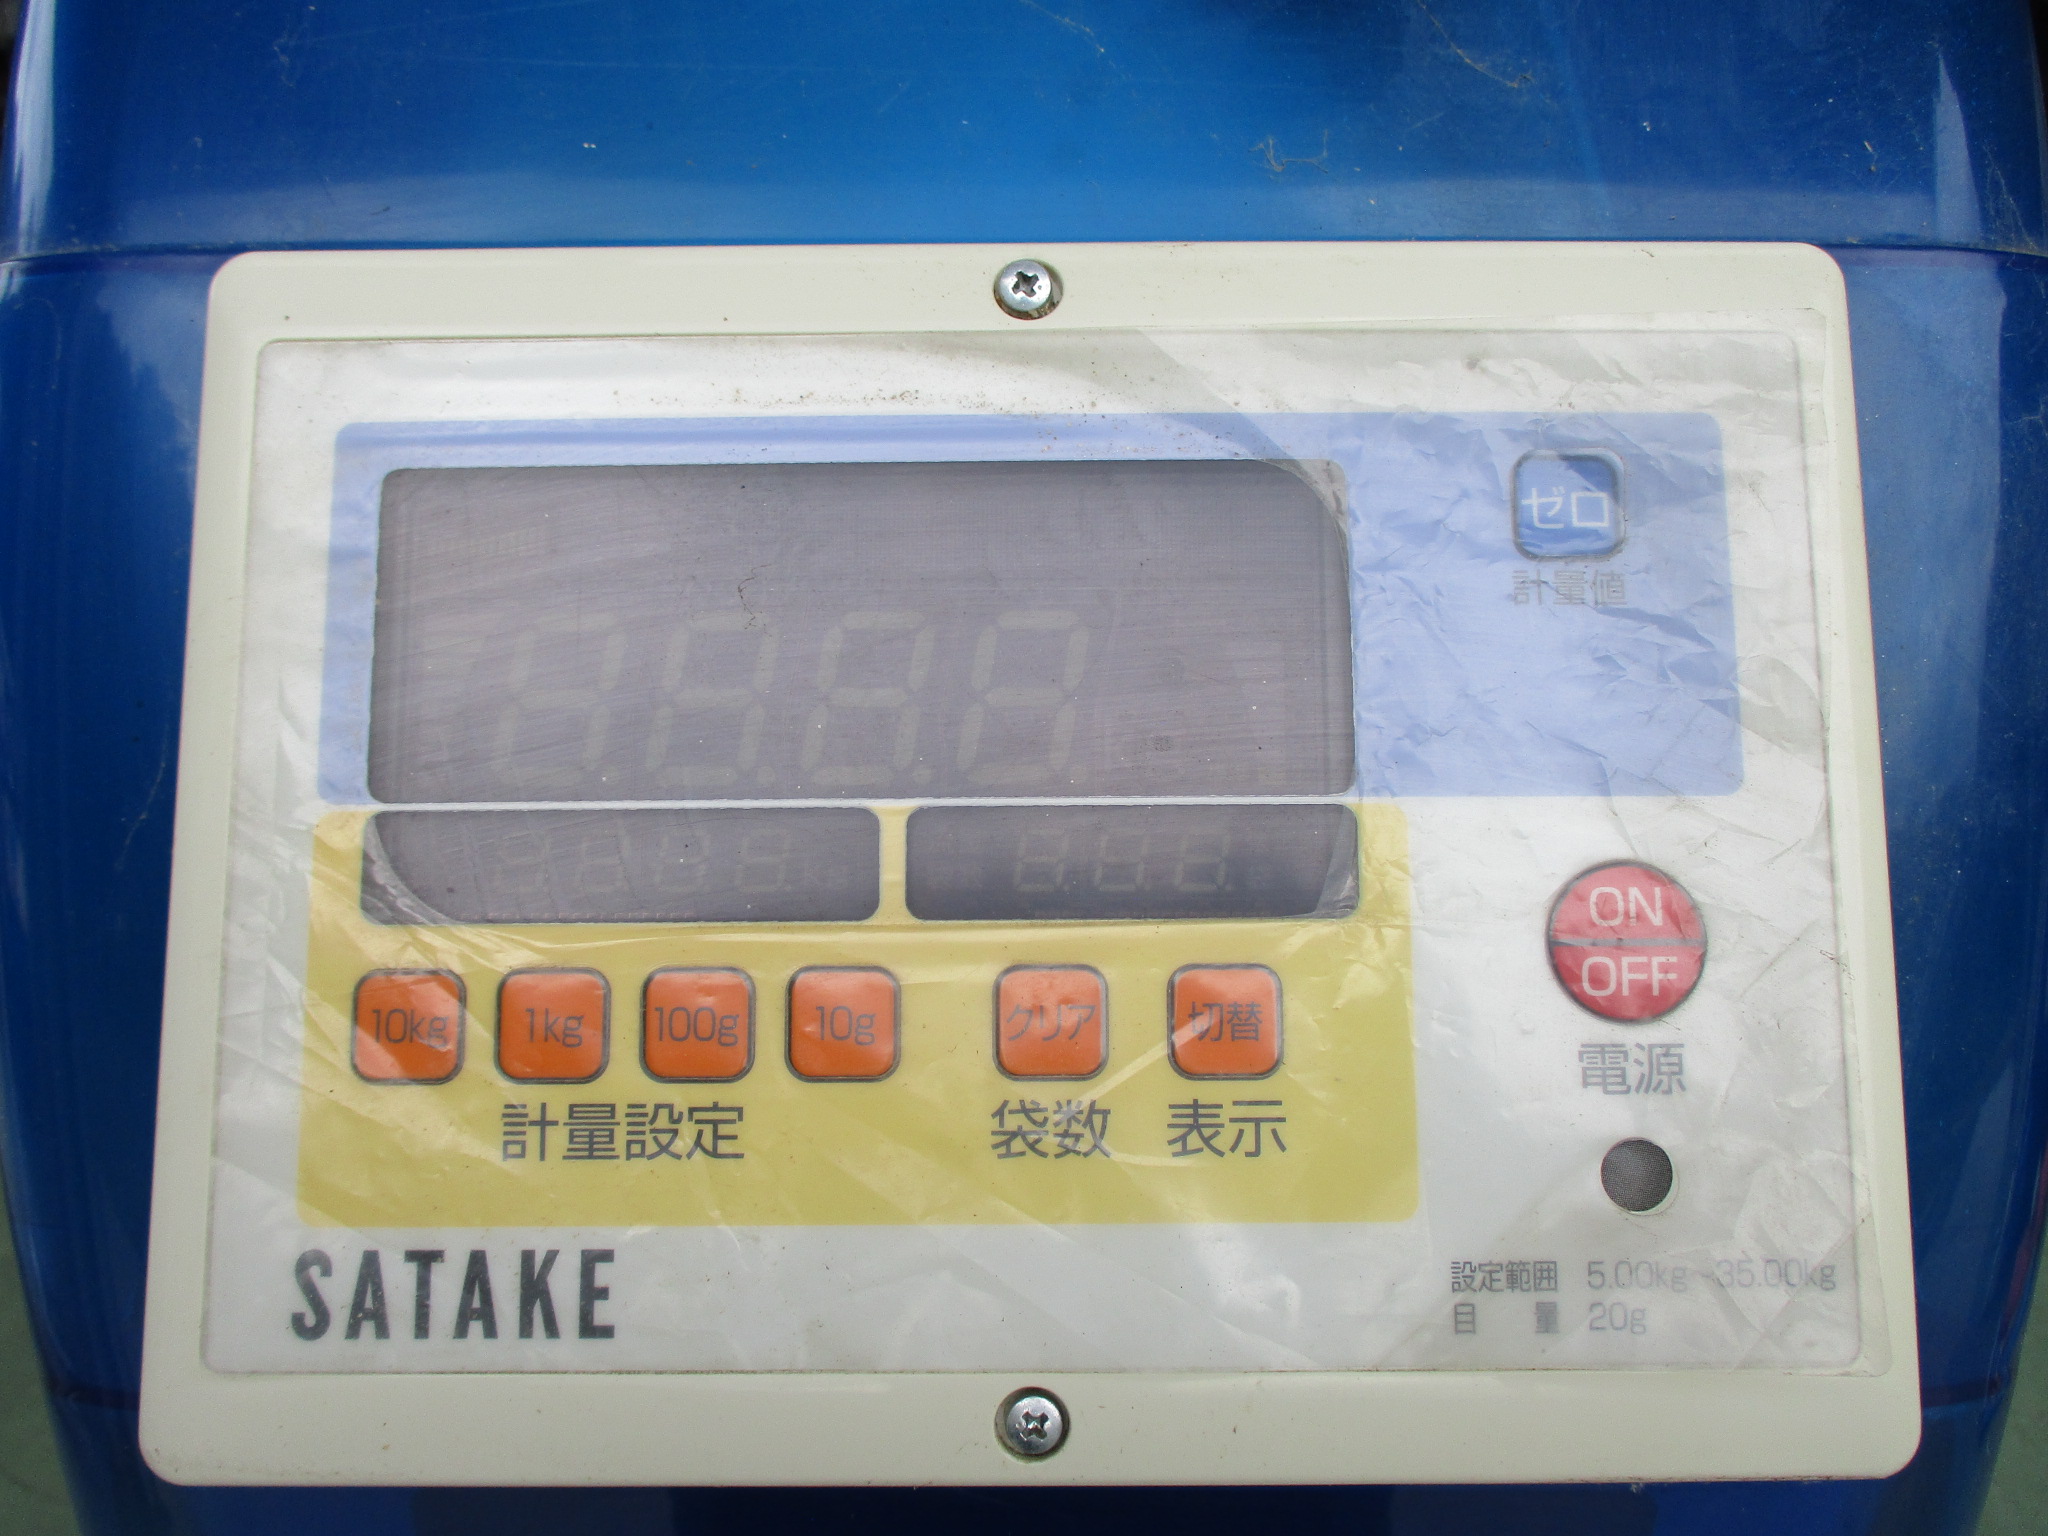 ゼロ
計量値
ON
OFF
電源
10kg 1kg 100g 10g クリア 切替
計量設定 袋数 表示
SATAKE
設定範囲 5.00kg~35.00kg
目 量 20g